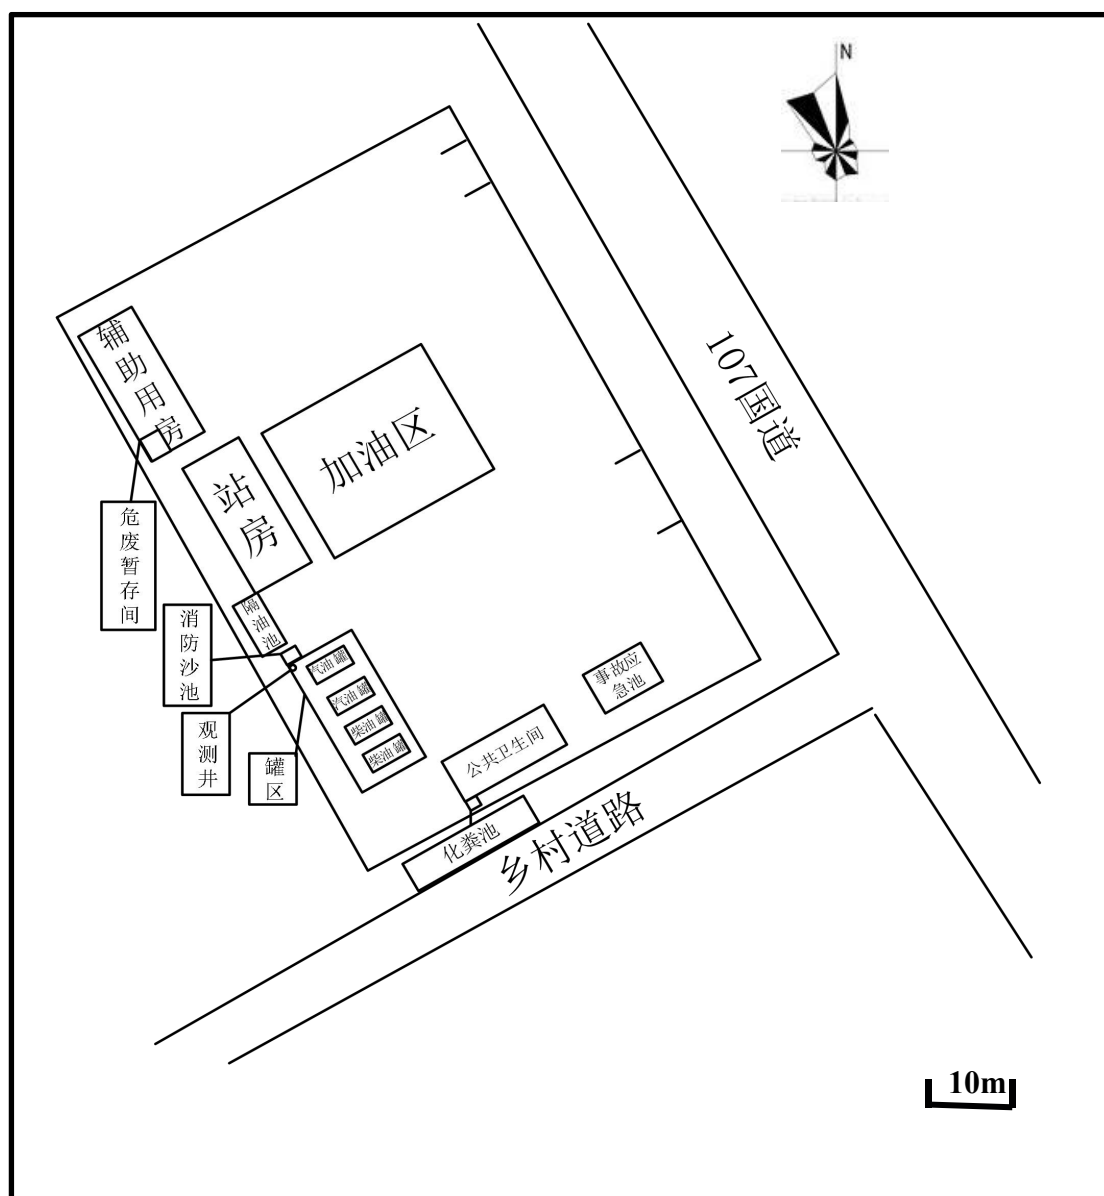 N
辅助用房
107国道
加油区
站房
危废暂存间
隔油池
消防沙池
汽油罐
汽油罐
柴油罐
柴油罐
事故应
急池
观测井
罐区
公共卫生间
化粪池
乡村道路
10m